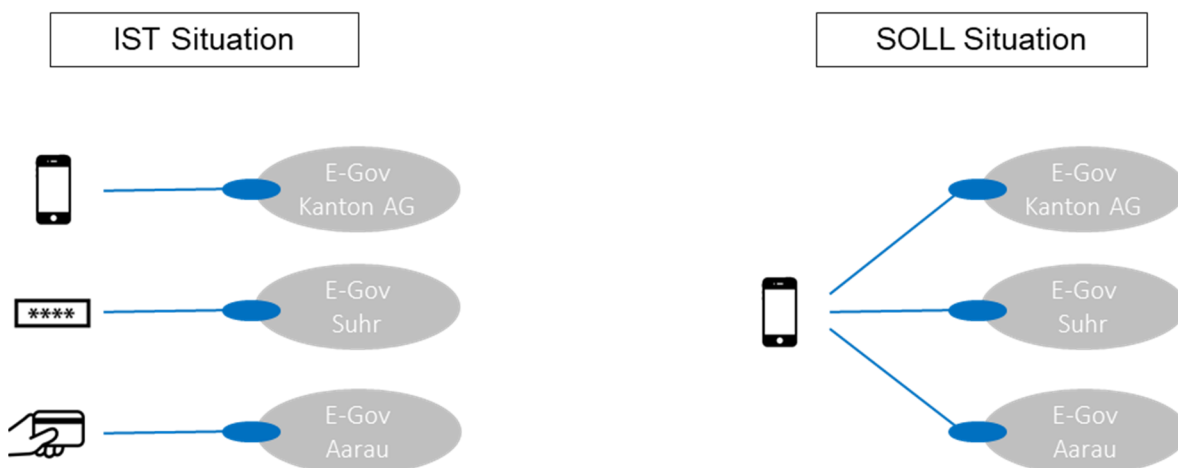 IST Situation
SOLL Situation
E-Gov
Kanton AG
E-Gov
Kanton AG
****
E-Gov
Suhr
E-Gov
Suhr
E-Gov
Aarau
E-Gov
Aarau